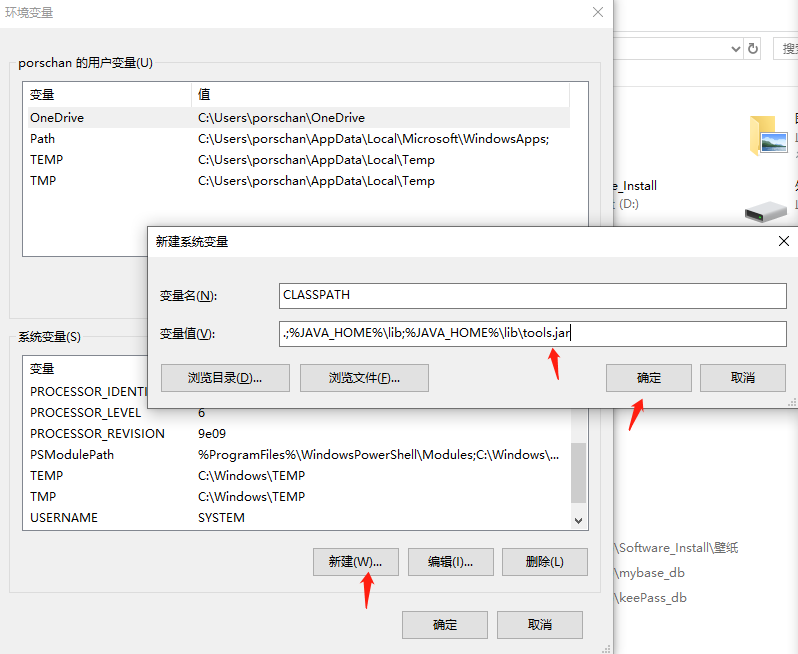 环境变量
porschan 的用户变量(U)
变量 值
OneDrive C:\Users\porschan\OneDrive
Path C:\Users\porschan\AppData\Local\Microsoft\WindowsApps;
TEMP C:\Users\porschan\AppData\Local\Temp
TMP C:\Users\porschan\AppData\Local\Temp
搜索
e_Install
(D:)
新建系统变量
变量名(N): CLASSPATH
变量值(V): .;%JAVA_HOME%\lib;%JAVA_HOME%\lib\tools.jar
浏览目录(D)... 浏览文件(F)... 确定 取消
系统变量(S)
变量
PROCESSOR_IDENTI
PROCESSOR_LEVEL 6
PROCESSOR_REVISION 9e09
PSModulePath %ProgramFiles%\WindowsPowerShell\Modules;C:\Windows\...
TEMP C:\Windows\TEMP
TMP C:\Windows\TEMP
USERNAME SYSTEM
新建(W)... 编辑(I)... 删除(L)
确定 取消
\Software_Install\壁纸
\mybase_db
\keePass_db